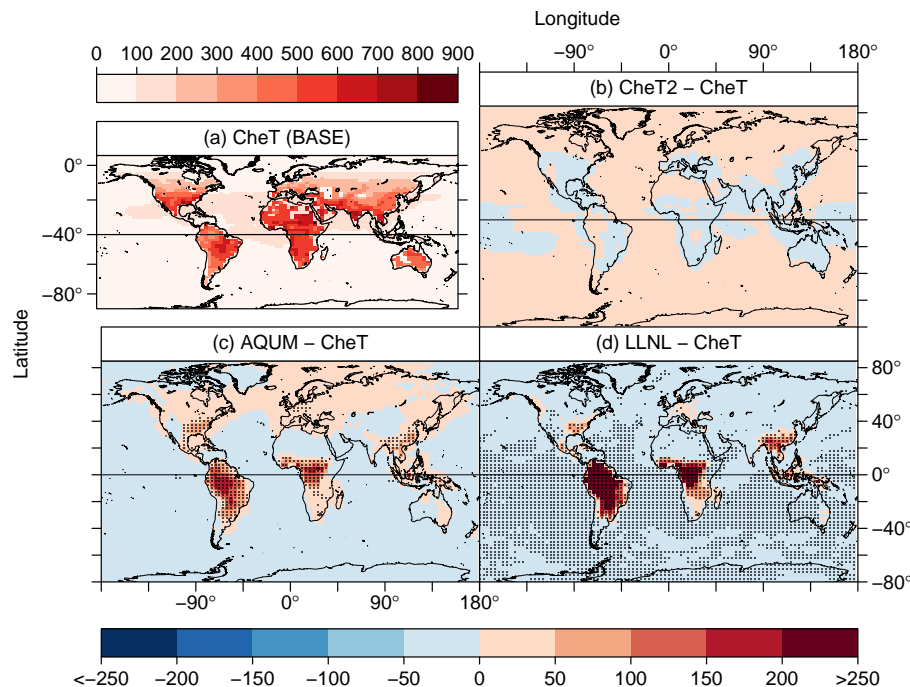 Longitude
0 100 200 300 400 500 600 700 800 900
−90° 0° 90° 180°
(b) CheT2 − CheT
(a) CheT (BASE)
0°
−40°
−80°
Latitude
(c) AQUM − CheT
(d) LLNL − CheT
80°
40°
0°
−40°
−80°
−90° 0° 90° 180°
<−250 −200 −150 −100 −50 0 50 100 150 200 >250